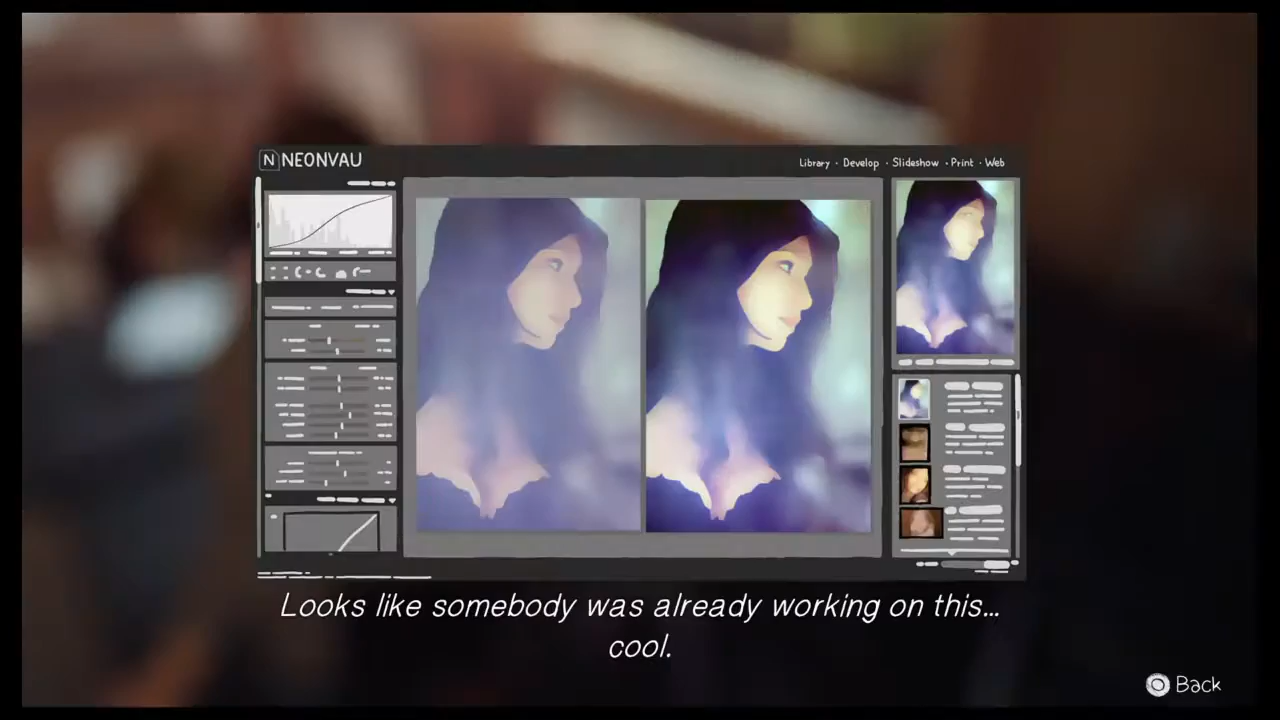 N NEONVAU
Library · Develop · Slideshow · Print · Web
Looks like somebody was already working on this...
cool.
Back